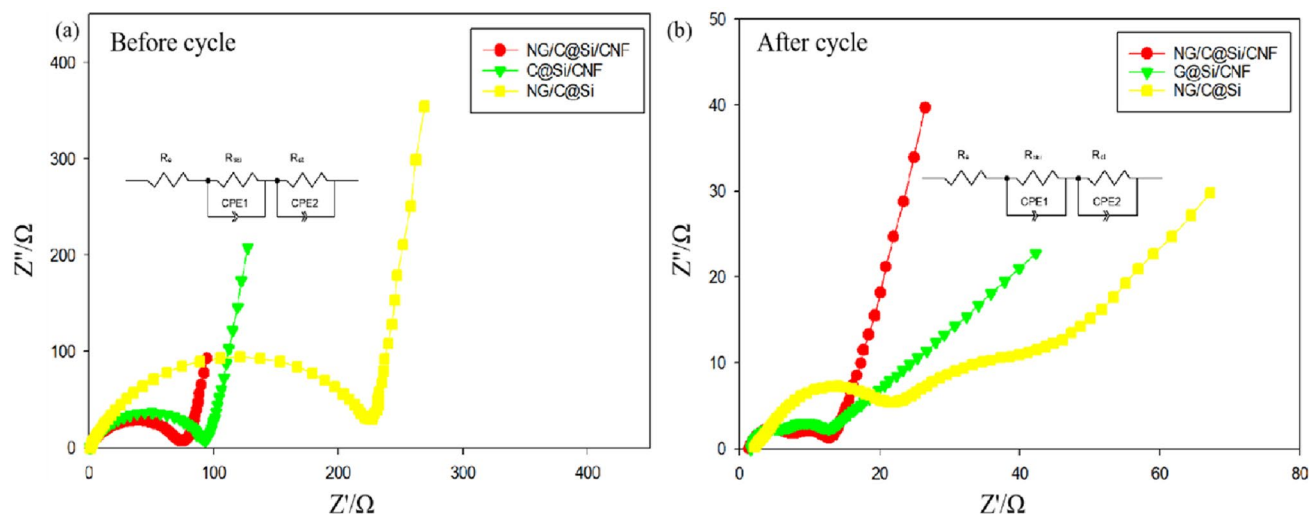 (a)
Before cycle
NG/C@Si/CNF
C@Si/CNF
NG/C@Si
CPE1
CPE2
400
300
200
100
0
Z''/Ω
0
100
200
300
400
Z'/Ω
(b)
After cycle
NG/C@Si/CNF
G@Si/CNF
NG/C@Si
CPE1
CPE2
50
40
30
20
10
0
Z''/Ω
0
20
40
60
80
Z'/Ω